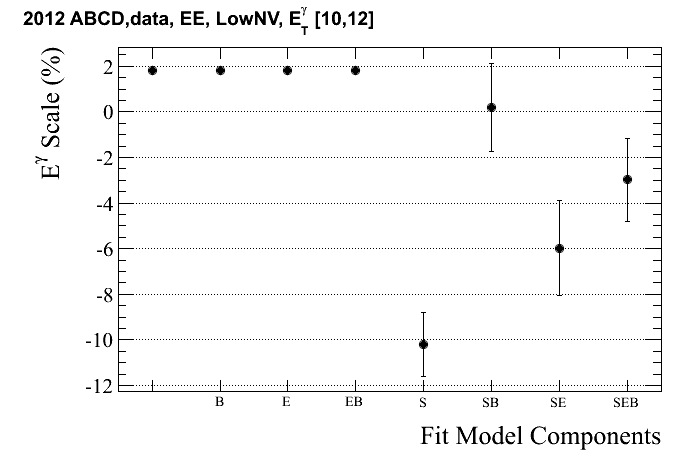 2012 ABCD,data, EE, LowNV, E_T^γ [10,12]
E^γ Scale (%)
2
0
-2
-4
-6
-8
-10
-12
B E EB S SB SE SEB
Fit Model Components